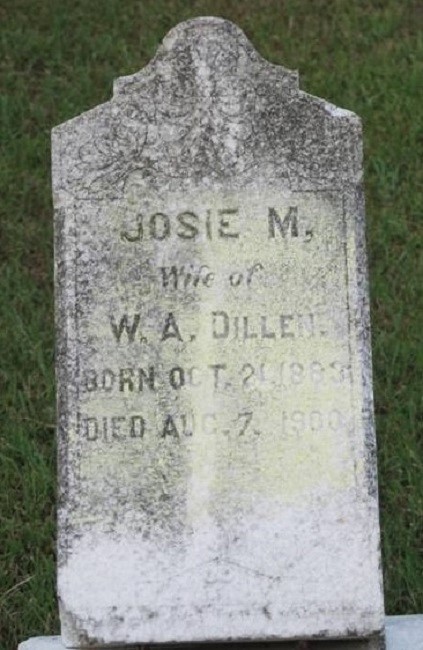 JOSIE M,
Wife of
W. A, DILLEN.
BORN OCT. 21, 1883
DIED AUG. 7, 1900